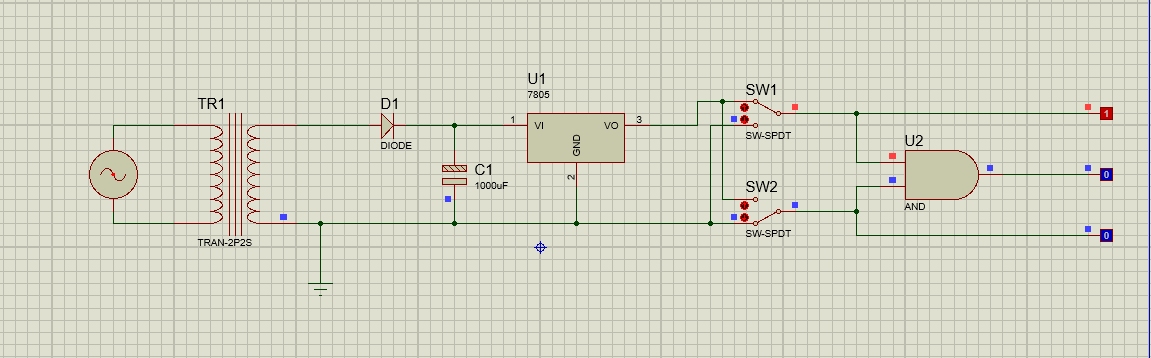 U1
7805
TR1
D1
SW1
1
VI
VO
3
DIODE
GND
SW-SPDT
1
U2
C1
1000uF
2
0
SW2
AND
TRAN-2P2S
SW-SPDT
0